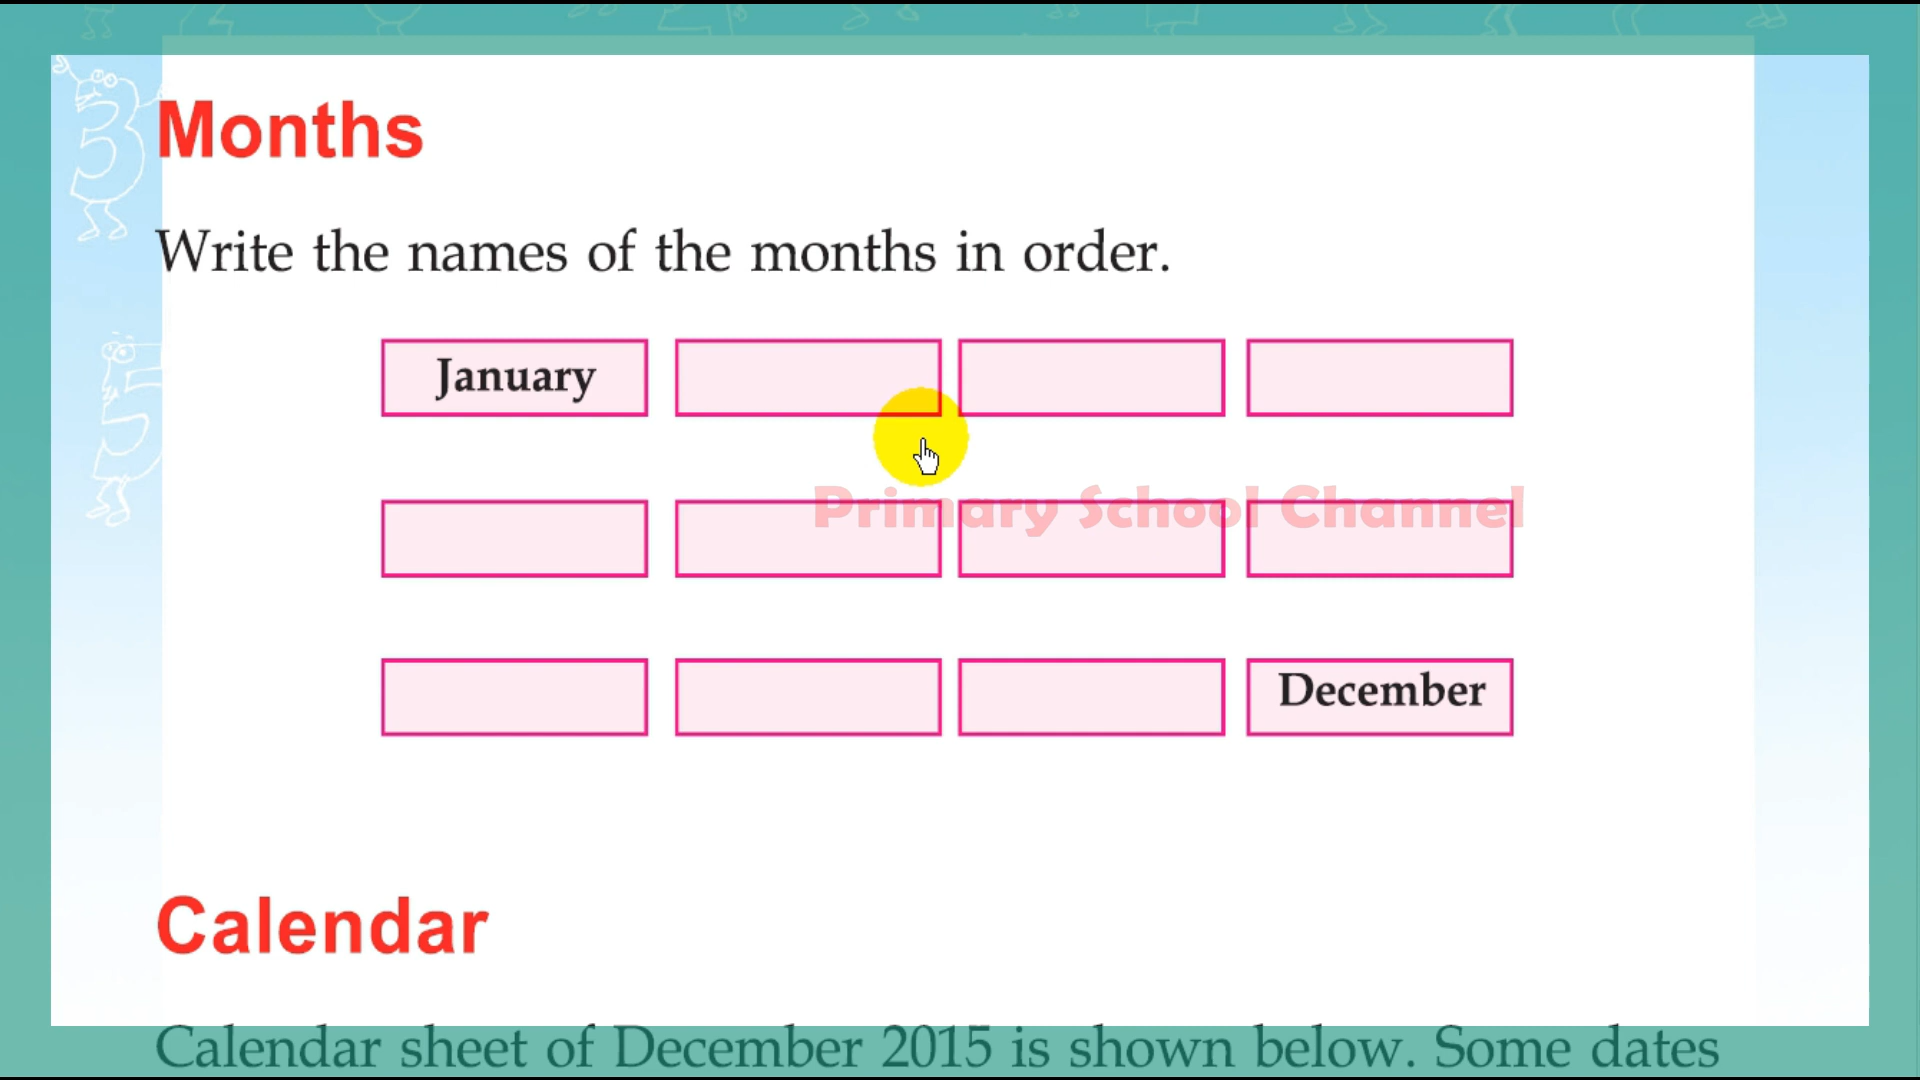 Months
Write the names of the months in order.
January
Primary School Channel
December
Calendar
Calendar sheet of December 2015 is shown below. Some dates